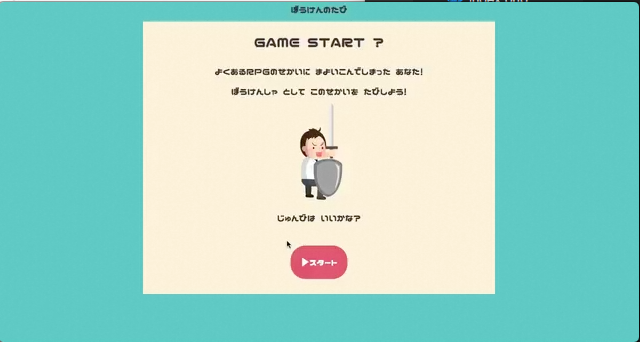 ぼうけんのたび
GAME START ?
よくあるRPGのせかいに まよいこんでしまった あなた!
ぼうけんしゃ として このせかいを たびしよう!
じゅんびは いいかな?
▶スタート